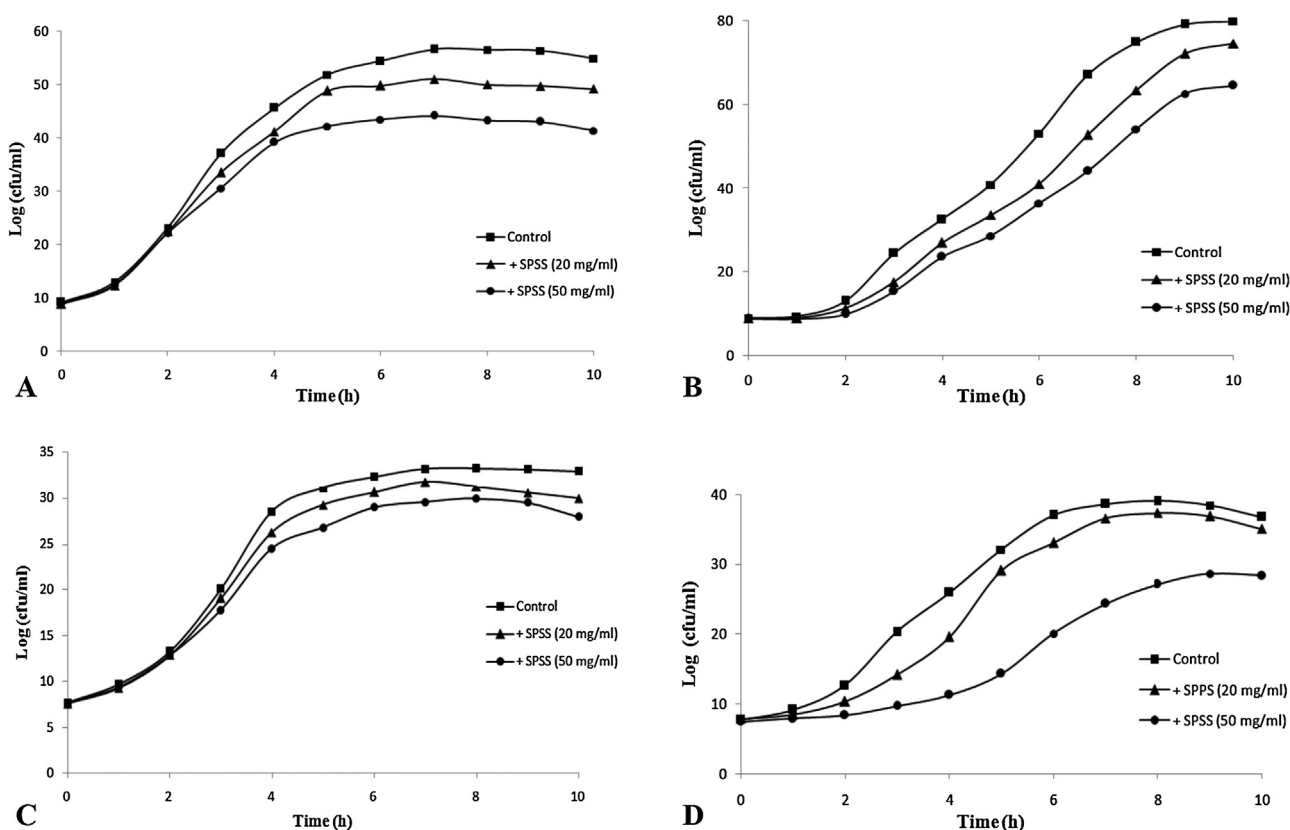 60
50
40
30
20
10
0
Log (cfu/ml)
Control
+ SPSS (20 mg/ml)
+ SPSS (50 mg/ml)
0 2 4 6 8 10
Time (h)
A
80
60
40
20
0
Log (cfu/ml)
Control
+ SPSS (20 mg/ml)
+ SPSS (50 mg/ml)
0 2 4 6 8 10
Time (h)
B
35
30
25
20
15
10
5
0
Log (cfu/ml)
Control
+ SPSS (20 mg/ml)
+ SPSS (50 mg/ml)
0 2 4 6 8 10
Time (h)
C
40
30
20
10
0
Log (cfu/ml)
Control
+ SPPS (20 mg/ml)
+ SPSS (50 mg/ml)
0 2 4 6 8 10
Time (h)
D